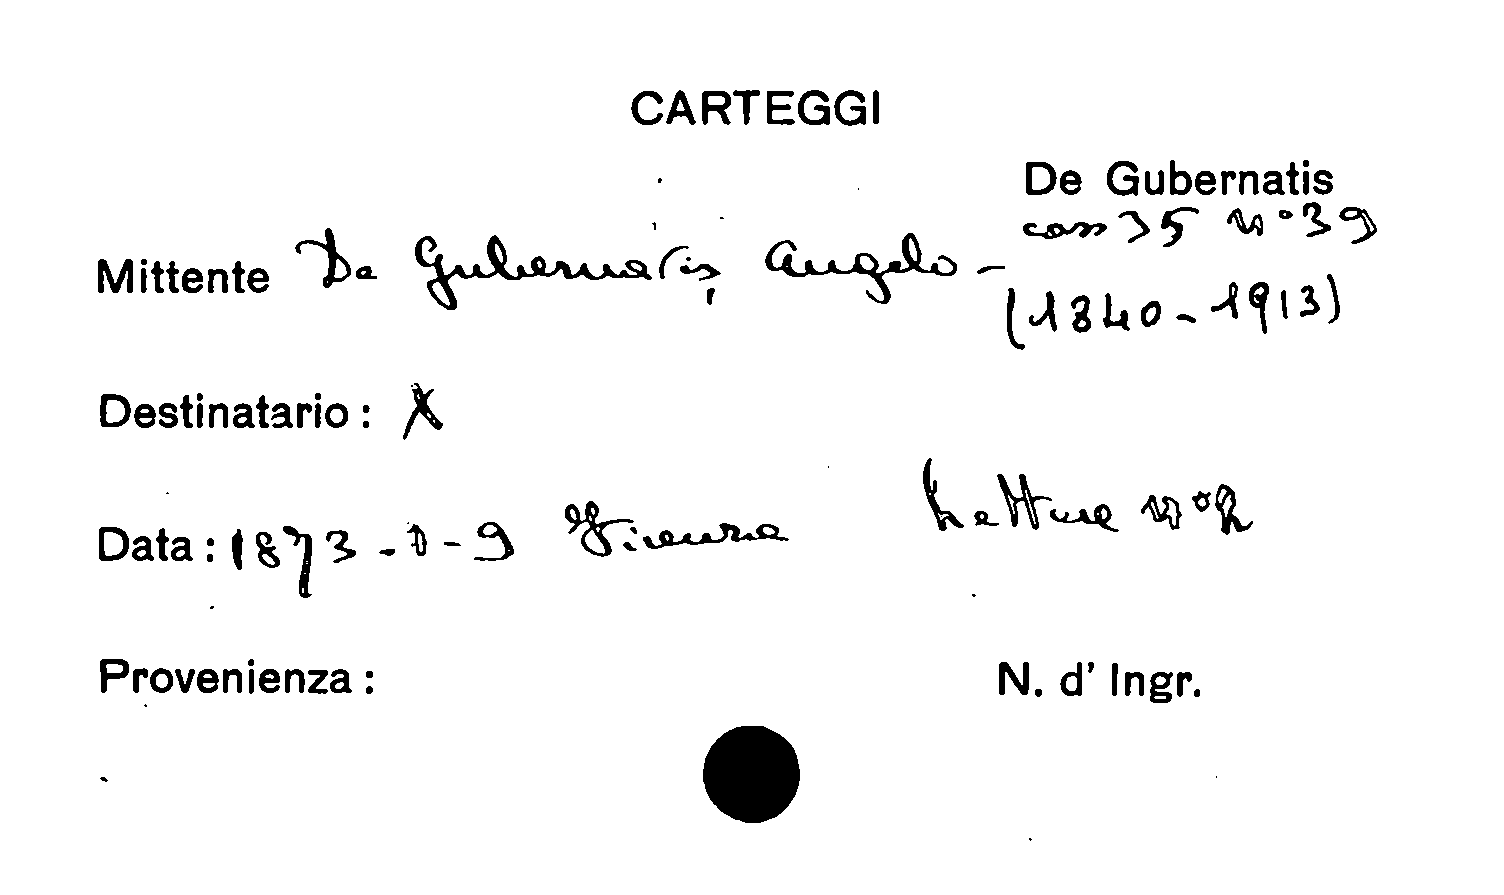 CARTEGGI
De Gubernatis
cass 35 n° 39
Mittente De Gubernatis, Angelo -
(1840-1913)
Destinatario: X
Data: 1873-1-9 Firenze Lettere n° 2
Provenienza: N. d' Ingr.